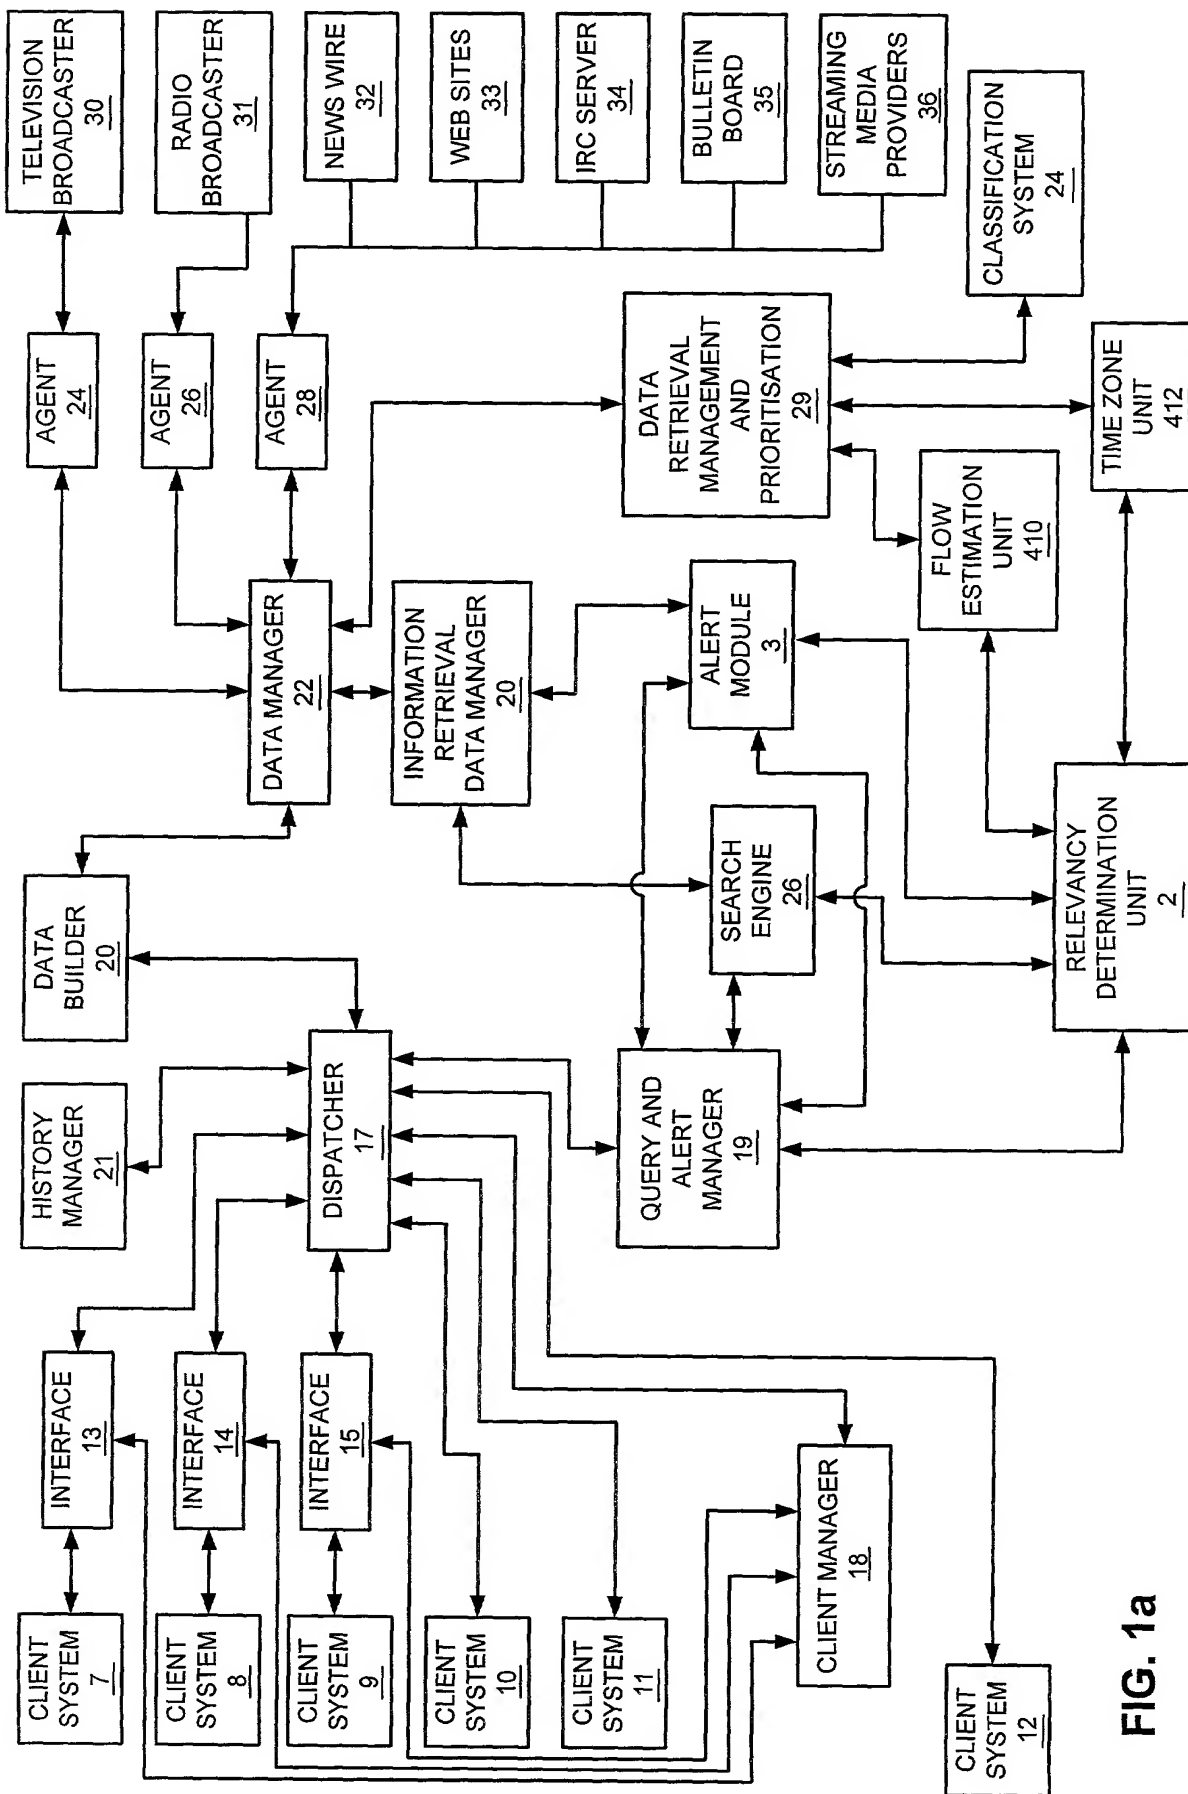 CLIENT
SYSTEM
7
CLIENT
SYSTEM
8
CLIENT
SYSTEM
9
CLIENT
SYSTEM
10
CLIENT
SYSTEM
11
CLIENT
SYSTEM
12
INTERFACE
13
INTERFACE
14
INTERFACE
15
CLIENT MANAGER
18
HISTORY
MANAGER
21
DISPATCHER
17
QUERY AND
ALERT
MANAGER
19
DATA
BUILDER
20
SEARCH
ENGINE
26
RELEVANCY
DETERMINATION
UNIT
2
DATA MANAGER
22
INFORMATION
RETRIEVAL
DATA MANAGER
20
ALERT
MODULE
3
FLOW
ESTIMATION
UNIT
410
AGENT
24
AGENT
26
AGENT
28
DATA
RETRIEVAL
MANAGEMENT
AND
PRIORITISATION
29
TIME ZONE
UNIT
412
TELEVISION
BROADCASTER
30
RADIO
BROADCASTER
31
NEWS WIRE
32
WEB SITES
33
IRC SERVER
34
BULLETIN
BOARD
35
STREAMING
MEDIA
PROVIDERS
36
CLASSIFICATION
SYSTEM
24
FIG. 1a